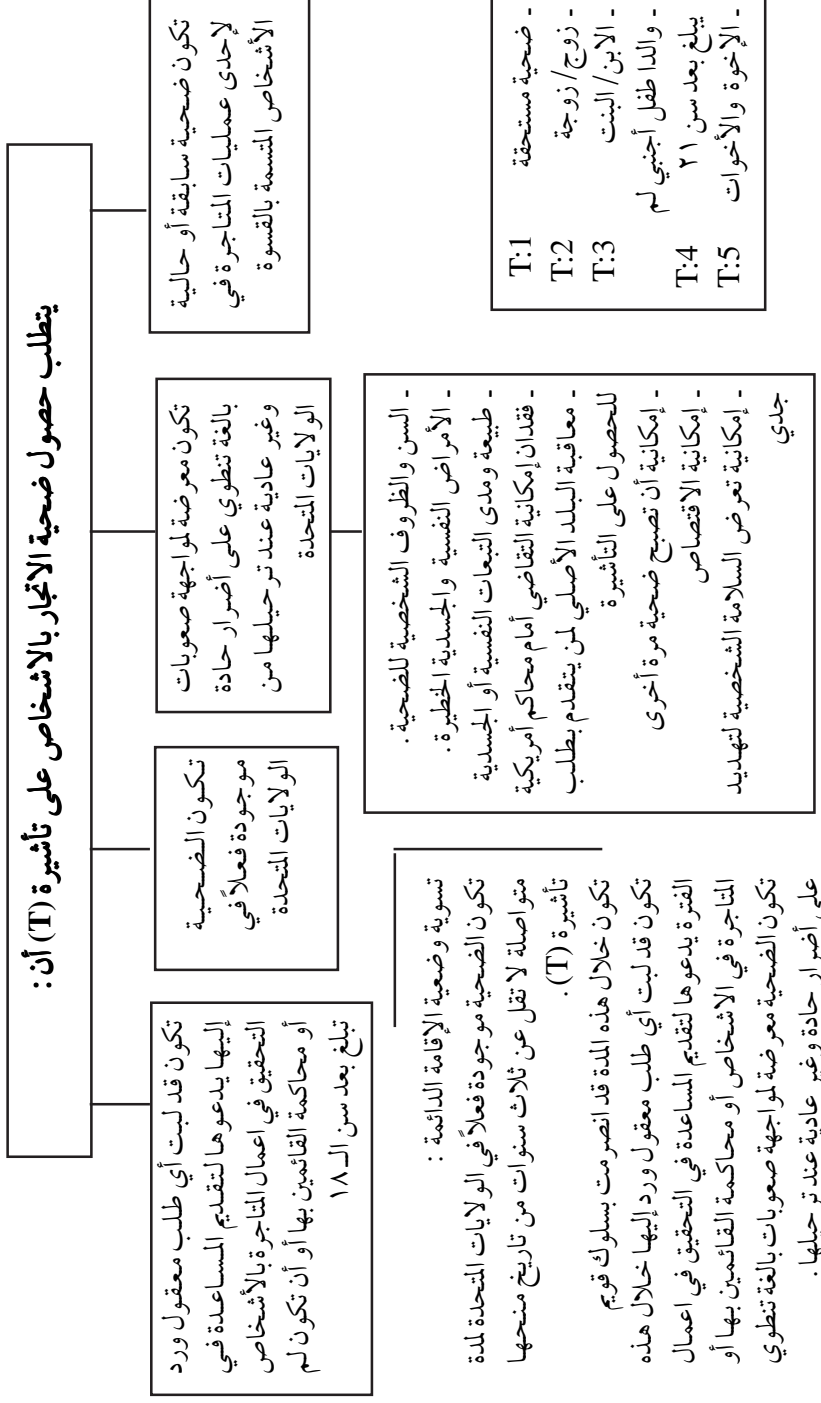 يتطلب حصول ضحية الاتجار بالاشخاص على تأشيرة (T) أن :
تكون ضحية سابقة أو حالية
لإحدى عمليات المتاجرة في
الأشخاص المتسمة بالقسوة
تكون معرضة لمواجهة صعوبات
بالغة تنطوي على أضرار حادة
وغير عادية عند ترحيلها من
الولايات المتحدة
تكون الضحية
موجودة فعلاً في
الولايات المتحدة
تكون قد لبت أي طلب معقول ورد
إليها يدعوها لتقديم المساعدة في
التحقيق في اعمال المتاجرة بالأشخاص
أو محاكمة القائمين بها أو أن تكون لم
تبلغ بعد سن الـ ١٨
T:1 - ضحية مستحقة
T:2 - زوج/ زوجة
T:3 - الابن/ البنت
- والدا طفل أجنبي لم
T:4 يبلغ بعد سن ٢١
T:5 - الإخوة والأخوات
- السن والظروف الشخصية للضحية .
- الأمراض النفسية والجسدية الخطيرة .
- طبيعة ومدى التبعات النفسية أو الجسدية
- فقدان إمكانية التقاضي أمام محاكم أمريكية
- معاقبة البلد الأصلي لمن يتقدم بطلب
للحصول على التأشيرة
- إمكانية أن تصبح ضحية مرة أخرى
- إمكانية الاقتصاص
- إمكانية تعرض السلامة الشخصية لتهديد
جدي
تسوية وضعية الإقامة الدائمة :
تكون الضحية موجودة فعلاً في الولايات المتحدة لمدة
متواصلة لا تقل عن ثلاث سنوات من تاريخ منحها
تأشيرة (T) .
تكون خلال هذه المدة قد انصرمت بسلوك قويم
تكون قد لبت أي طلب معقول ورد إليها خلال هذه
الفترة يدعوها لتقديم المساعدة في التحقيق في اعمال
المتاجرة في الاشخاص أو محاكمة القائمين بها أو
تكون الضحية معرضة لمواجهة صعوبات بالغة تنطوي
على أضرار حادة وغير عادية عند ترحيلها .